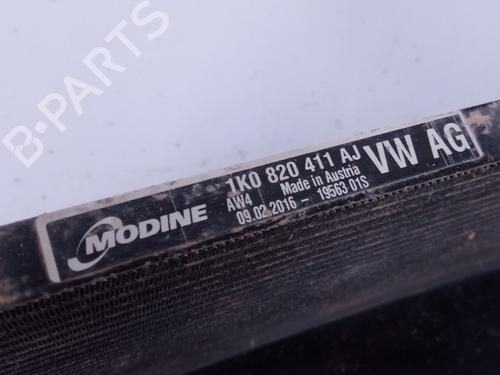 B-PARTS
MODINE
1K0 820 411 AJ
AW4 Made in Austria
09.02.2016 - 19563 01S
VW AG